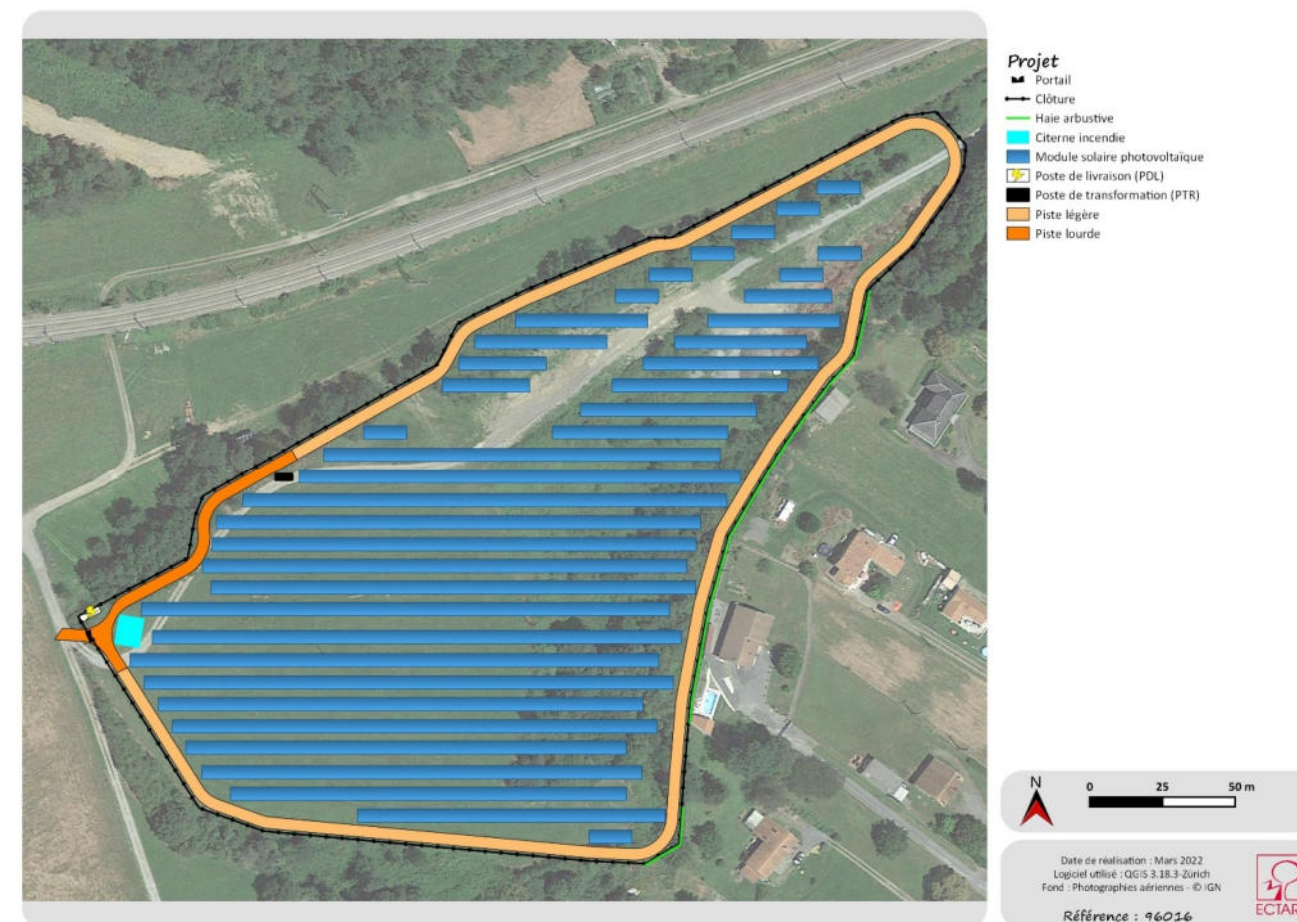 Projet
Portail
Clôture
Haie arbustive
Citerne incendie
Module solaire photovoltaïque
Poste de livraison (PDL)
Poste de transformation (PTR)
Piste légère
Piste lourde
N
0 25 50 m
Date de réalisation : Mars 2022
Logiciel utilisé : QGIS 3.18.3-Zürich
Fond : Photographies aériennes - © IGN
Référence : 96016